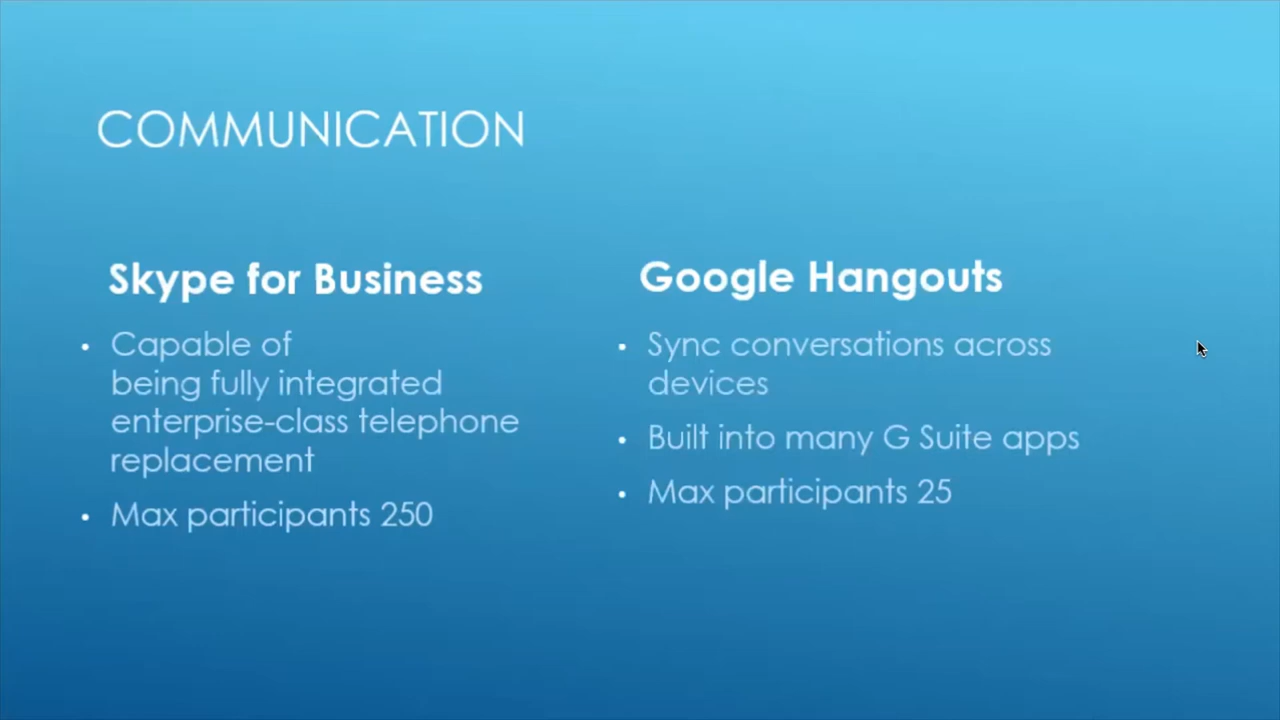 COMMUNICATION
Skype for Business
Capable of
being fully integrated
enterprise-class telephone
replacement
Max participants 250
Google Hangouts
Sync conversations across
devices
Built into many G Suite apps
Max participants 25